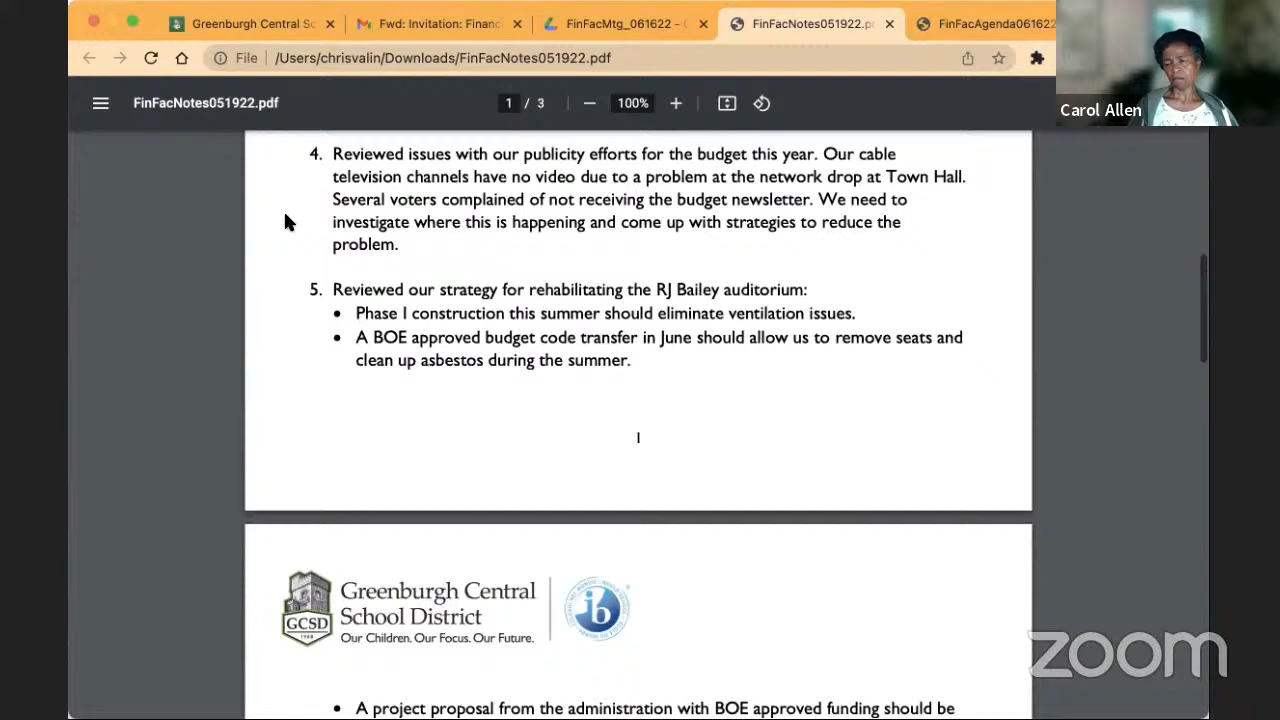 Greenburgh Central Sc
Fwd: Invitation: Financ
FinFacMtg_061622 -
FinFacNotes051922.p
FinFacAgenda061622
File /Users/chrisvalin/Downloads/FinFacNotes051922.pdf
Carol Allen
FinFacNotes051922.pdf
1 / 3
100%
4. Reviewed issues with our publicity efforts for the budget this year. Our cable
television channels have no video due to a problem at the network drop at Town Hall.
Several voters complained of not receiving the budget newsletter. We need to
investigate where this is happening and come up with strategies to reduce the
problem.
5. Reviewed our strategy for rehabilitating the RJ Bailey auditorium:
• Phase I construction this summer should eliminate ventilation issues.
• A BOE approved budget code transfer in June should allow us to remove seats and
clean up asbestos during the summer.
1
Greenburgh Central
School District
Our Children. Our Focus. Our Future.
GCSD
ib
zoom
• A project proposal from the administration with BOE approved funding should be